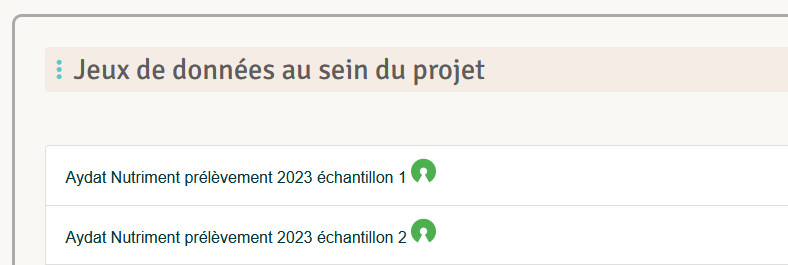 Jeux de données au sein du projet
Aydat Nutriment prélèvement 2023 échantillon 1
Aydat Nutriment prélèvement 2023 échantillon 2